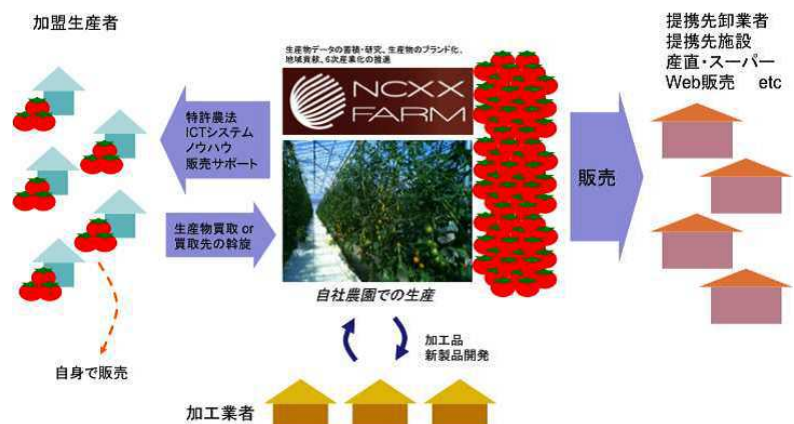 加盟生産者
生産物データの蓄積・研究、生産物のブランド化、
地域貢献、6次産業化の推進
NCXX
FARM
提携先卸業者
提携先施設
産直・スーパー
Web販売 etc
特許農法
ICTシステム
ノウハウ
販売サポート
販売
生産物買取 or
買取先の斡旋
自社農園での生産
自身で販売
加工品
新製品開発
加工業者